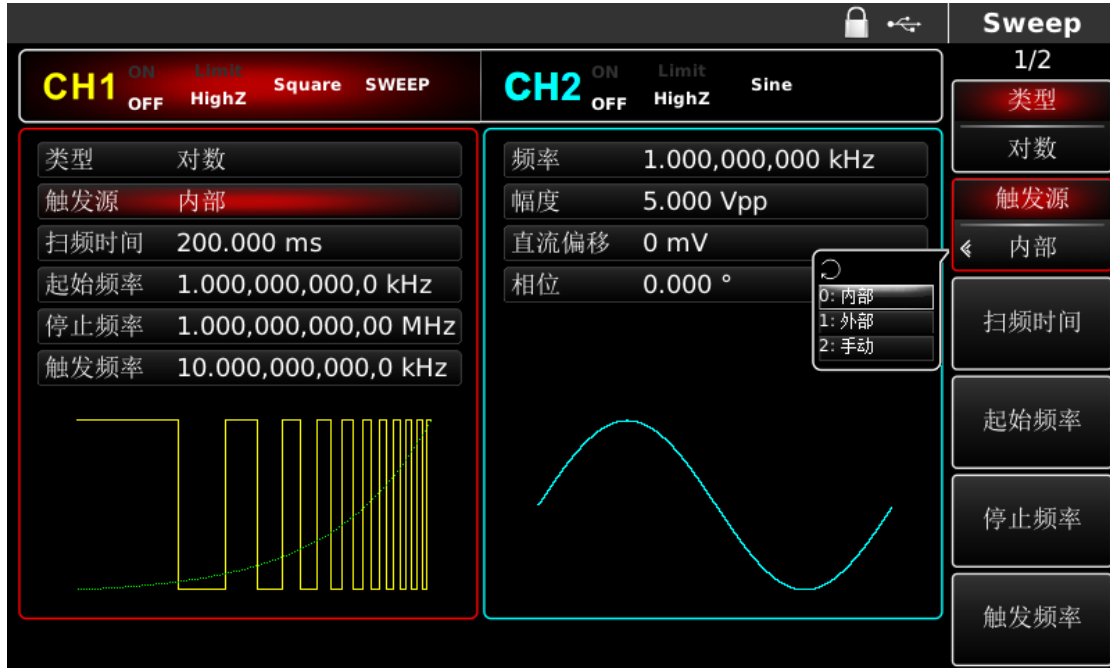 Sweep
1/2
CH1 ON OFF Limit HighZ Square SWEEP
CH2 ON OFF Limit HighZ Sine
类型 对数
触发源 内部
扫频时间 200.000 ms
起始频率 1.000,000,000,0 kHz
停止频率 1.000,000,000,00 MHz
触发频率 10.000,000,000,0 kHz
频率 1.000,000,000 kHz
幅度 5.000 Vpp
直流偏移 0 mV
相位 0.000 °
0: 内部
1: 外部
2: 手动
类型
对数
触发源
内部
扫频时间
起始频率
停止频率
触发频率